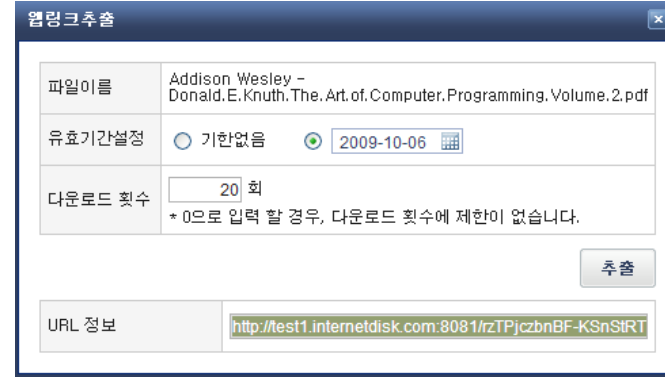 웹링크추출
파일이름
Addison Wesley -
Donald.E.Knuth.The.Art.of.Computer.Programming.Volume.2.pdf
유효기간설정
기한없음
2009-10-06
다운로드 횟수
20 회
* 0으로 입력 할 경우, 다운로드 횟수에 제한이 없습니다.
추출
URL 정보
http://test1.internetdisk.com:8081/rzTPjczbnBF-KSnStRT